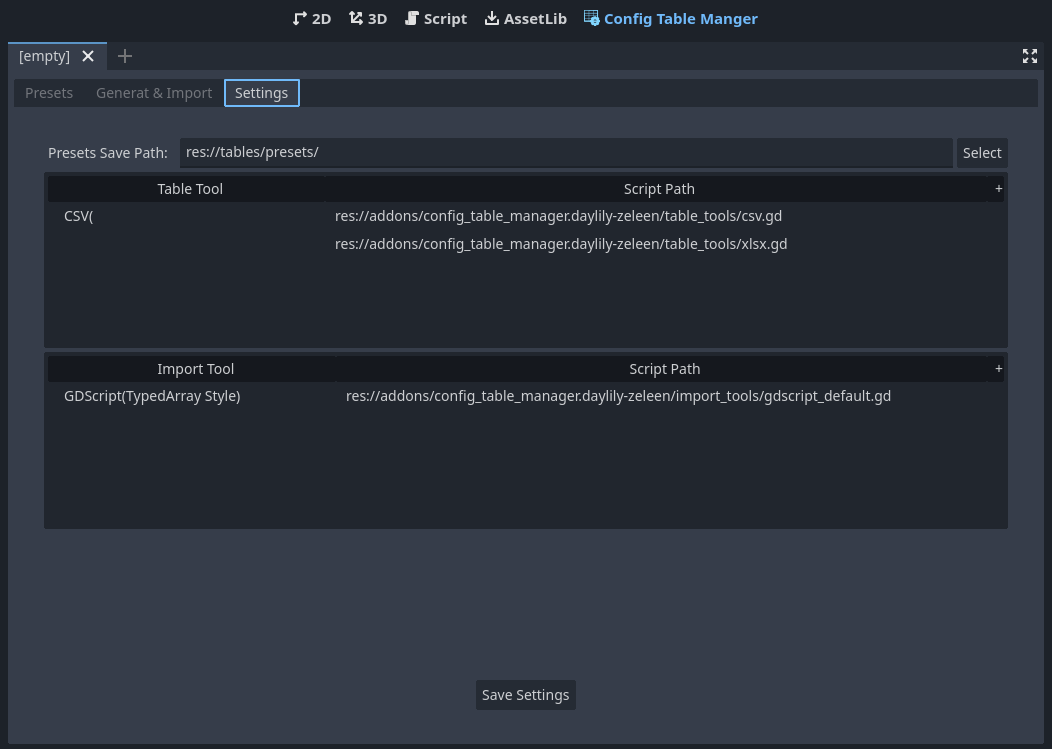 2D 3D Script AssetLib Config Table Manger
[empty]
Presets Generat & Import Settings
Presets Save Path: res://tables/presets/ Select
Table Tool Script Path +
CSV( res://addons/config_table_manager.daylily-zeleen/table_tools/csv.gd
res://addons/config_table_manager.daylily-zeleen/table_tools/xlsx.gd
Import Tool Script Path +
GDScript(TypedArray Style) res://addons/config_table_manager.daylily-zeleen/import_tools/gdscript_default.gd
Save Settings